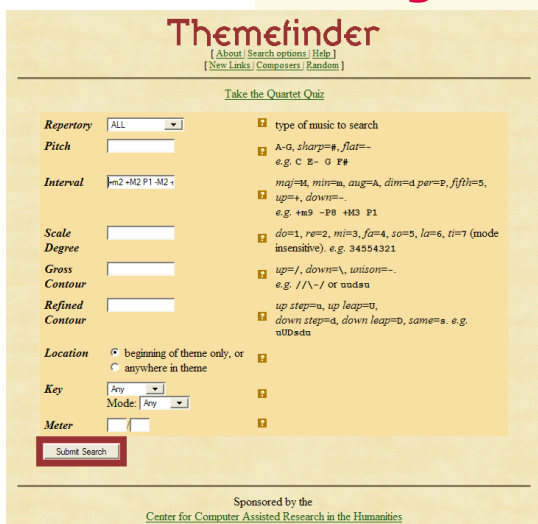 Themefinder
[ About | Search options | Help ]
[ New Links | Composers | Random ]
Take the Quartet Quiz
Repertory ALL ? type of music to search
Pitch ? A-G, sharp=#, flat=-
e.g. C E- G F#
Interval +m2 +M2 P1 -M2 + ? maj=M, min=m, aug=A, dim=d per=P, fifth=5,
up=+, down=-.
e.g. +m9 -P8 +M3 P1
Scale
Degree ? do=1, re=2, mi=3, fa=4, so=5, la=6, ti=7 (mode
insensitive). e.g. 34554321
Gross
Contour ? up=/, down=\, unison=-.
e.g. //\-/ or uudsu
Refined
Contour ? up step=u, up leap=U,
down step=d, down leap=D, same=s. e.g.
uUDsdu
Location beginning of theme only, or ?
anywhere in theme
Key Any ?
Mode: Any
Meter / ?
Submit Search
Sponsored by the
Center for Computer Assisted Research in the Humanities